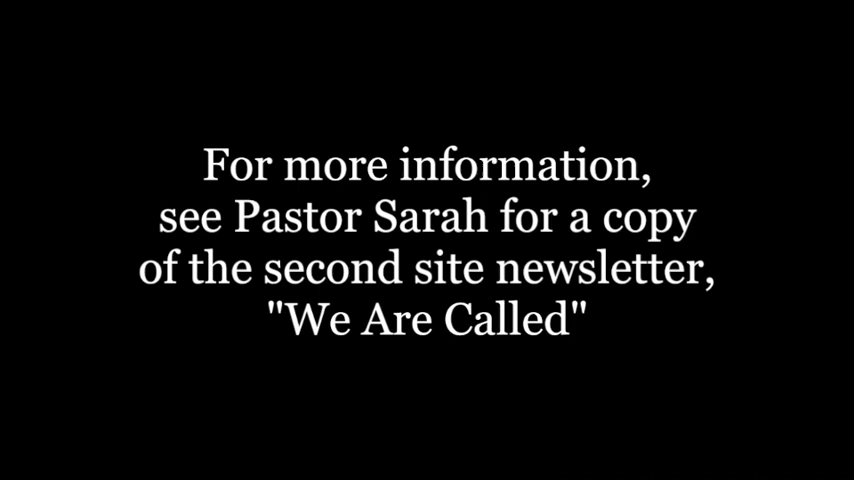 For more information,
see Pastor Sarah for a copy
of the second site newsletter,
"We Are Called"